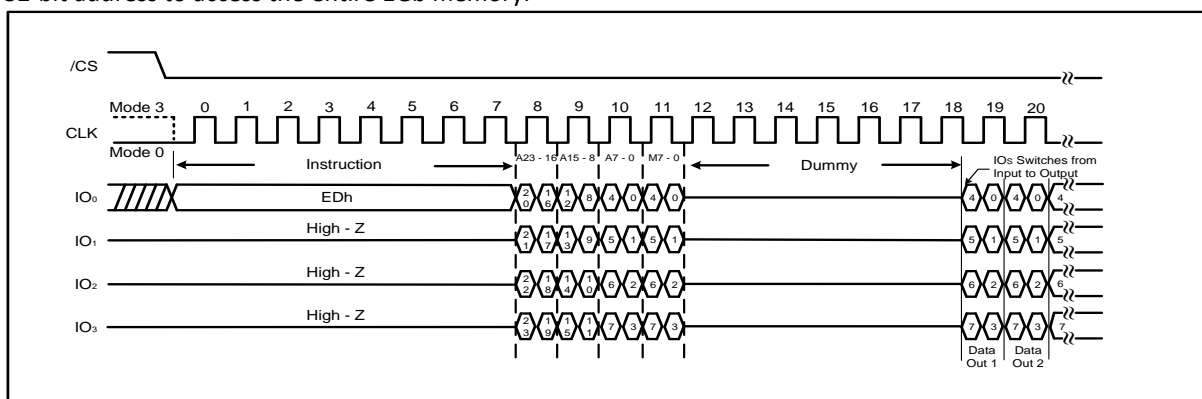 32-bit address to access the entire 1Gb memory.
/CS
Mode 3 0 1 2 3 4 5 6 7 8 9 10 11 12 13 14 15 16 17 18 19 20
CLK
Mode 0
Instruction A23 - 16 A15 - 8 A7 - 0 M7 - 0 Dummy IOs Switches from
Input to Output
IO₀ EDh 20 16 12 8 4 0 4 0 4 0 4 0 4
High - Z
IO₁ 21 17 13 9 5 1 5 1 5 1 5 1 5
High - Z
IO₂ 22 18 14 10 6 2 6 2 6 2 6 2 6
High - Z
IO₃ 23 19 15 11 7 3 7 3 7 3 7 3 7
Data Data
Out 1 Out 2